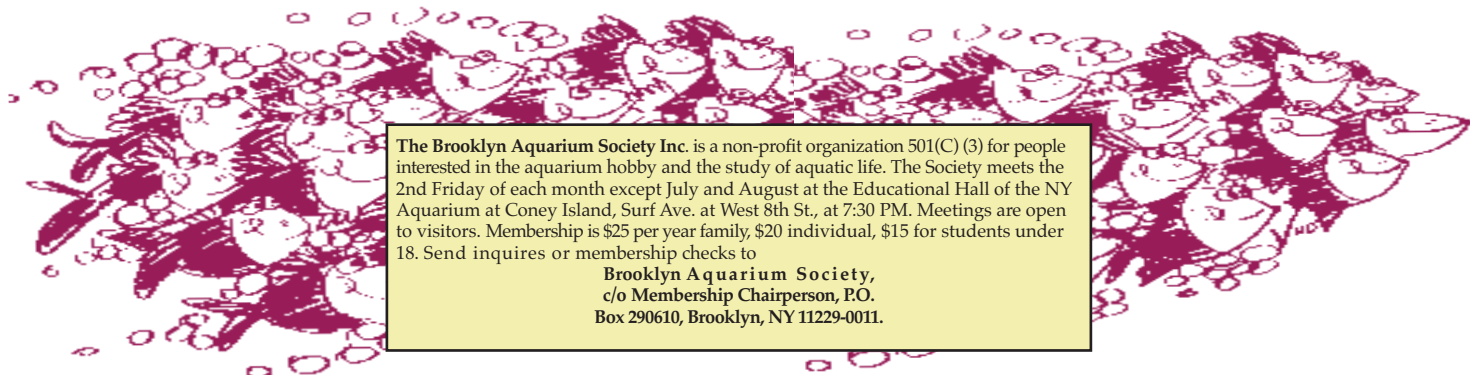 The Brooklyn Aquarium Society Inc. is a non-profit organization 501(C) (3) for people
interested in the aquarium hobby and the study of aquatic life. The Society meets the
2nd Friday of each month except July and August at the Educational Hall of the NY
Aquarium at Coney Island, Surf Ave. at West 8th St., at 7:30 PM. Meetings are open
to visitors. Membership is $25 per year family, $20 individual, $15 for students under
18. Send inquires or membership checks to
Brooklyn Aquarium Society,
c/o Membership Chairperson, P.O.
Box 290610, Brooklyn, NY 11229-0011.